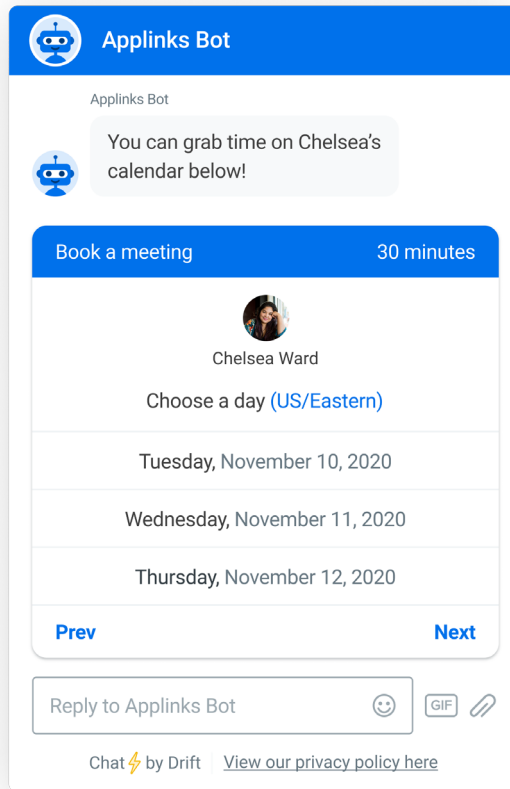 Applinks Bot
Applinks Bot
You can grab time on Chelsea’s
calendar below!
Book a meeting 30 minutes
Chelsea Ward
Choose a day (US/Eastern)
Tuesday, November 10, 2020
Wednesday, November 11, 2020
Thursday, November 12, 2020
Prev Next
Reply to Applinks Bot GIF
Chat⚡by Drift View our privacy policy here